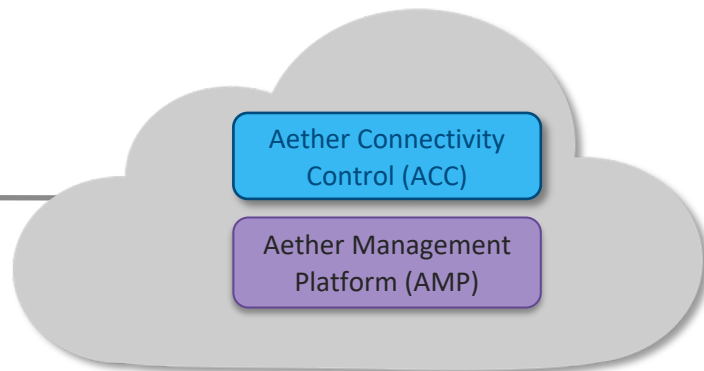 Aether Connectivity
Control (ACC)
Aether Management
Platform (AMP)